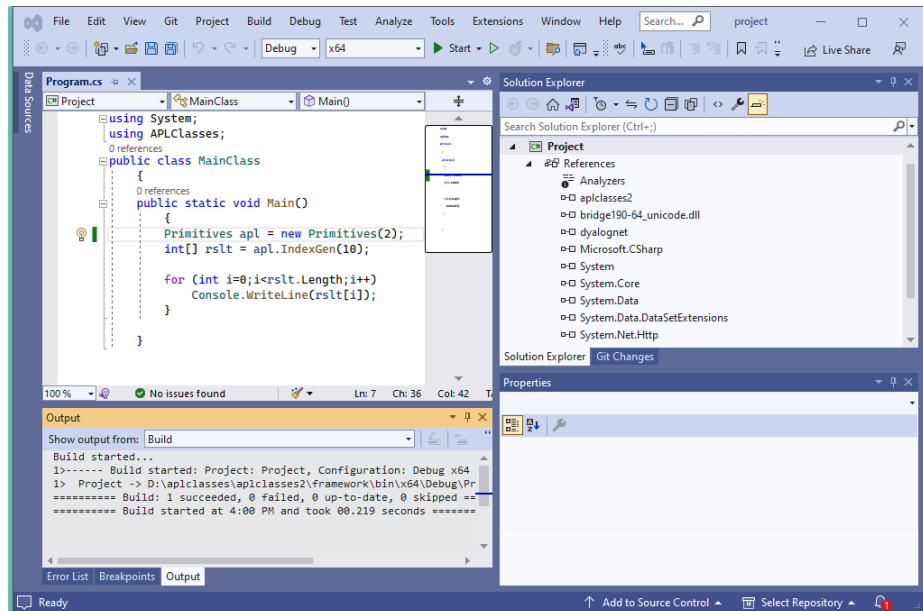 File Edit View Git Project Build Debug Test Analyze Tools Extensions Window Help Search... project
Debug x64 Start Live Share
Data Sources
Program.cs
C# Project MainClass Main()
using System;
using APLClasses;
0 references
public class MainClass
{
0 references
public static void Main()
{
Primitives apl = new Primitives(2);
int[] rslt = apl.IndexGen(10);
for (int i=0;i<rslt.Length;i++)
Console.WriteLine(rslt[i]);
}
}
100 % No issues found Ln: 7 Ch: 36 Col: 42
Output
Show output from: Build
Build started...
1>------ Build started: Project: Project, Configuration: Debug x64
1> Project -> D:\aplclasses\aplclasses2\framework\bin\x64\Debug\Pr
========== Build: 1 succeeded, 0 failed, 0 up-to-date, 0 skipped ==
========== Build started at 4:00 PM and took 00.219 seconds =======
Error List Breakpoints Output
Solution Explorer
Search Solution Explorer (Ctrl+;)
C# Project
References
Analyzers
aplclasses2
bridge190-64_unicode.dll
dyalognet
Microsoft.CSharp
System
System.Core
System.Data
System.Data.DataSetExtensions
System.Net.Http
Solution Explorer Git Changes
Properties
Ready Add to Source Control Select Repository 1